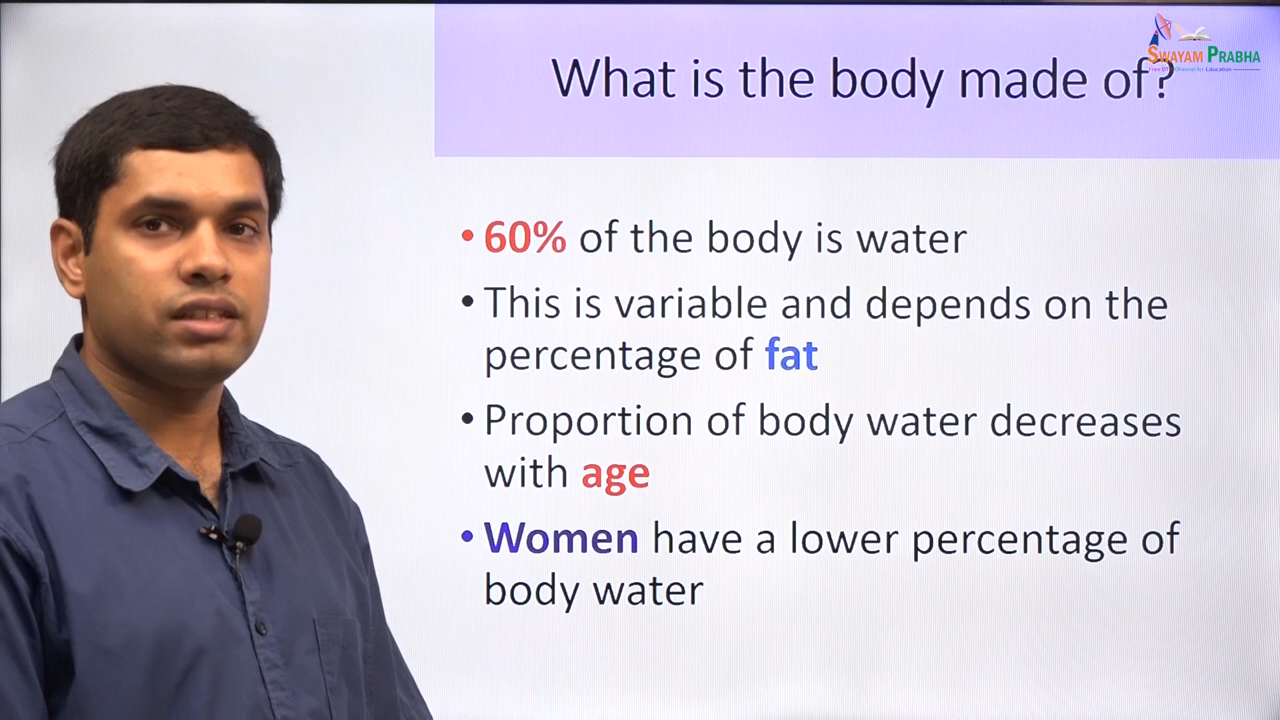 SWAYAM PRABHA
What is the body made of?
• 60% of the body is water
• This is variable and depends on the
percentage of fat
• Proportion of body water decreases
with age
• Women have a lower percentage of
body water